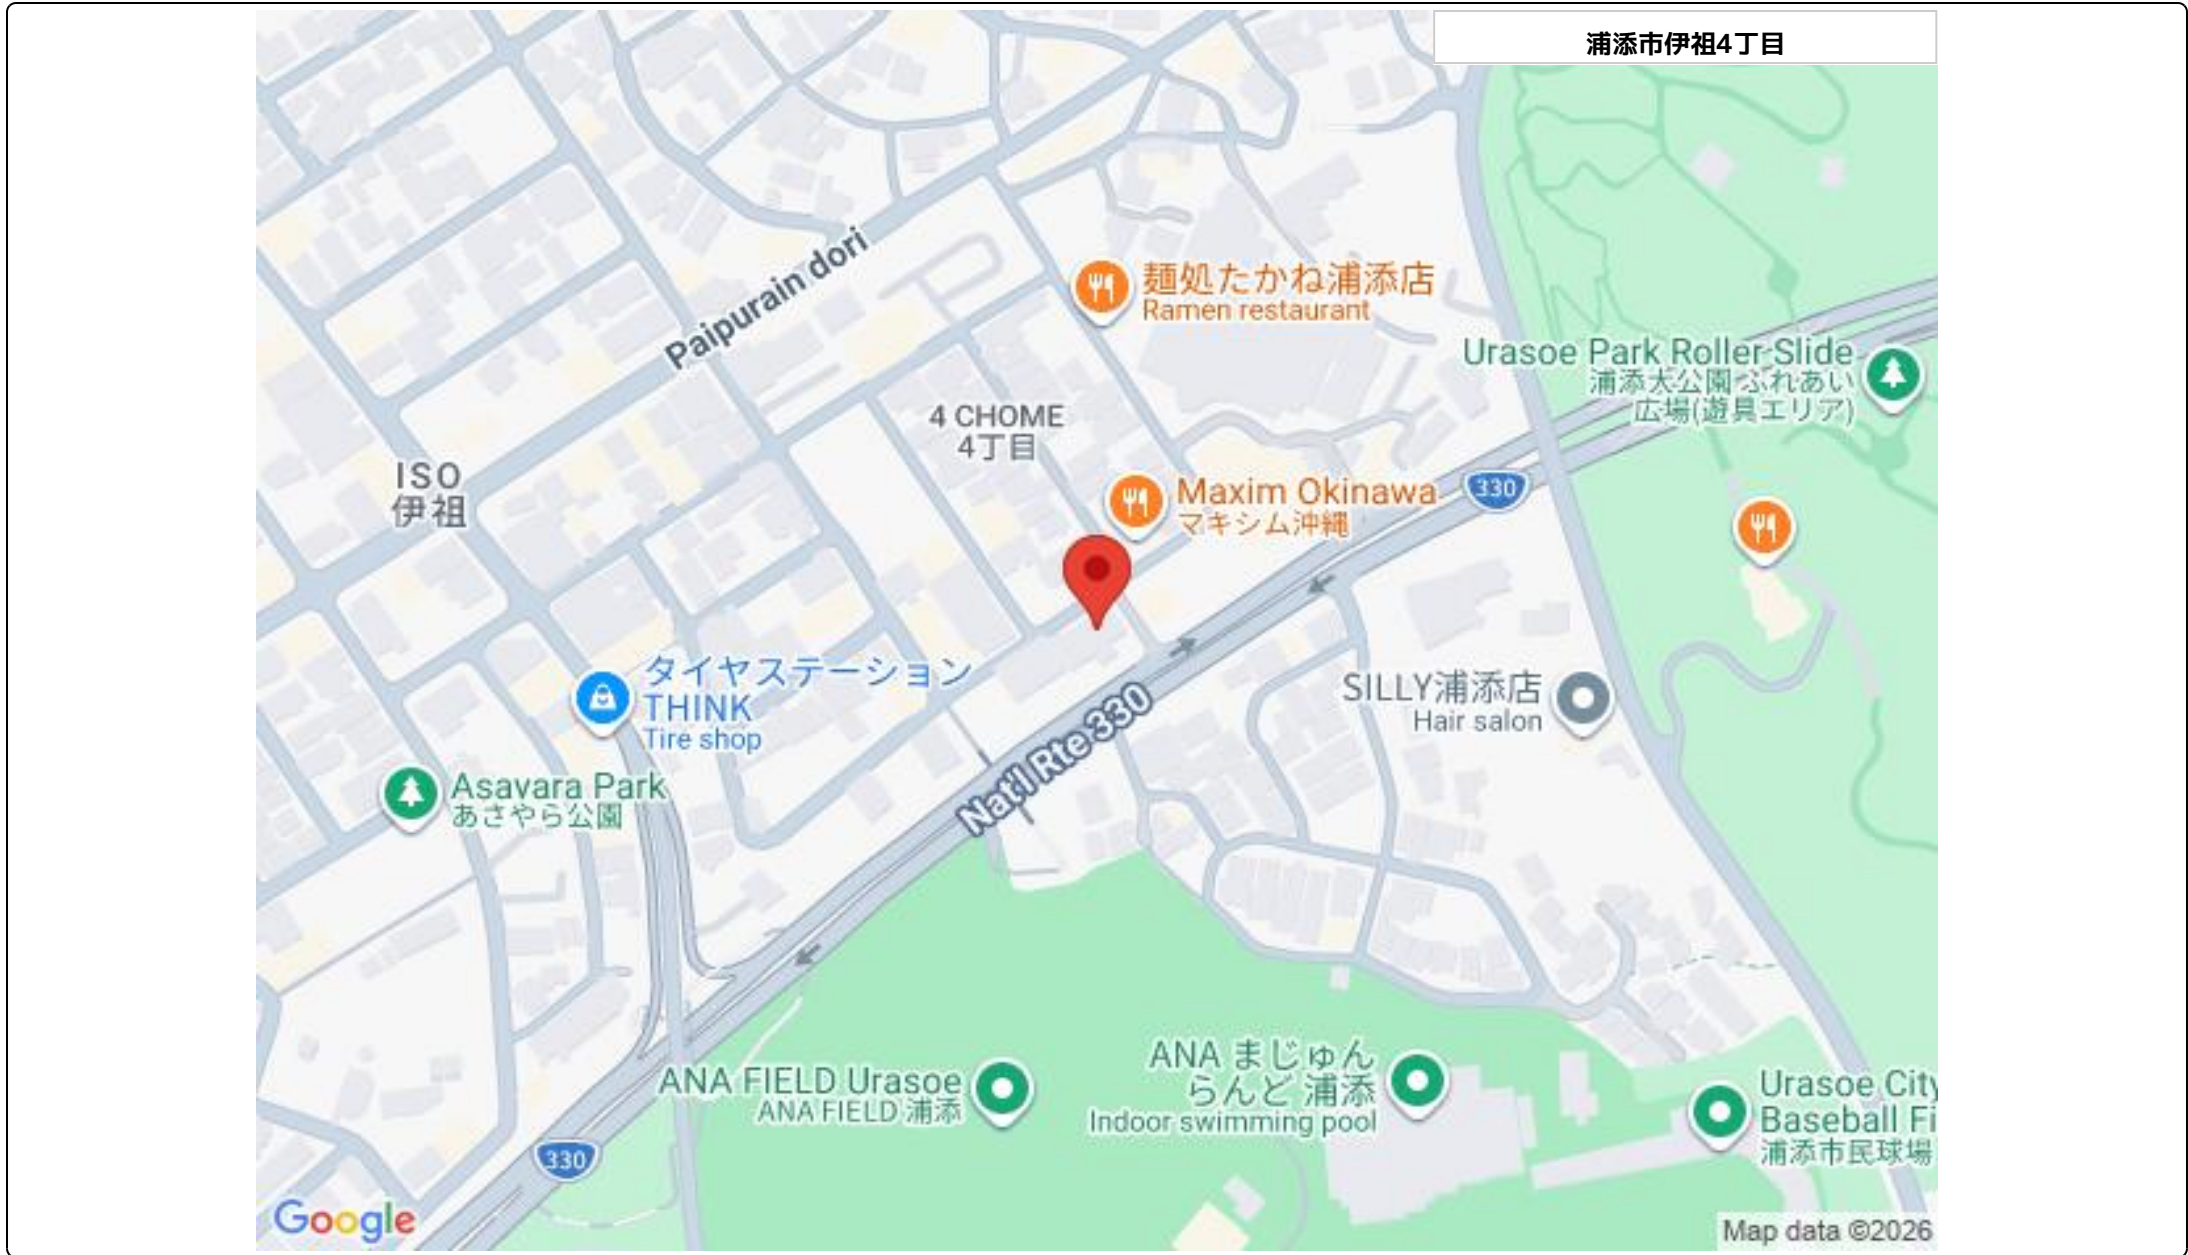 浦添市伊祖4丁目
Paipurain dori
麺処たかね浦添店
Ramen restaurant
Urasoe Park Roller Slide
浦添大公園 ふれあい
広場(遊具エリア)
4 CHOME
4丁目
ISO
伊祖
Maxim Okinawa
マキシム沖縄
330
タイヤステーション
THINK
Tire shop
SILLY浦添店
Hair salon
Nat'l Rte 330
Asavara Park
あさやら公園
ANA FIELD Urasoe
ANA FIELD 浦添
ANA まじゅん
らんど 浦添
Indoor swimming pool
Urasoe City
Baseball Fi
浦添市民球場
330
Google
Map data ©2026